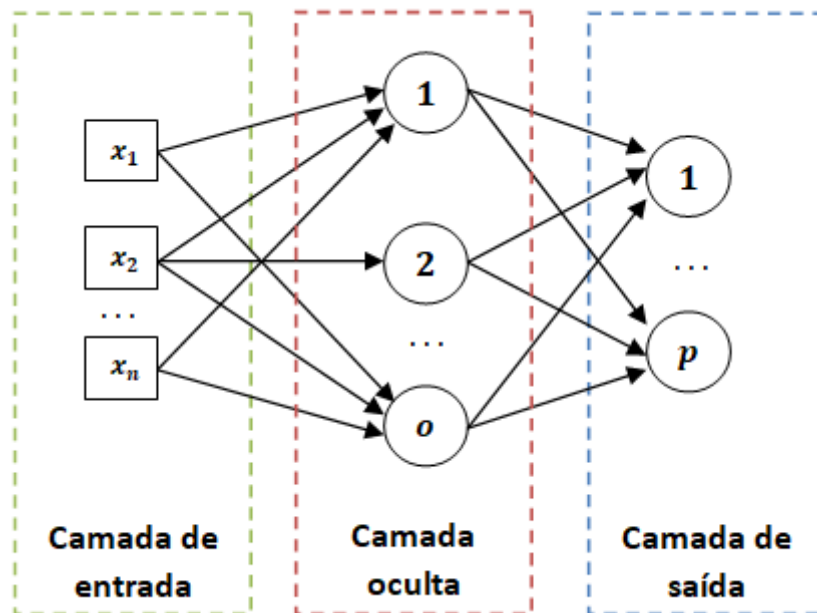 x₁
x₂
...
xₙ
1
2
...
o
1
...
p
Camada de
entrada
Camada
oculta
Camada de
saída